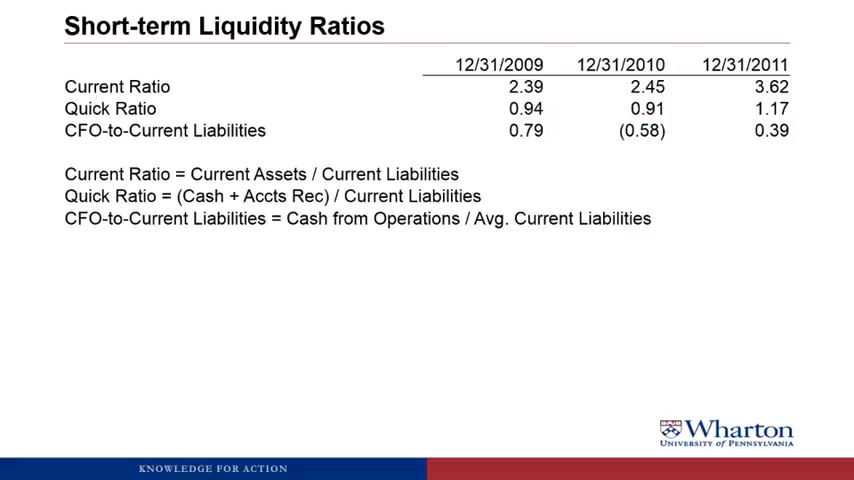 Short-term Liquidity Ratios
12/31/2009 12/31/2010 12/31/2011
Current Ratio 2.39 2.45 3.62
Quick Ratio 0.94 0.91 1.17
CFO-to-Current Liabilities 0.79 (0.58) 0.39
Current Ratio = Current Assets / Current Liabilities
Quick Ratio = (Cash + Accts Rec) / Current Liabilities
CFO-to-Current Liabilities = Cash from Operations / Avg. Current Liabilities
Wharton
UNIVERSITY of PENNSYLVANIA
KNOWLEDGE FOR ACTION